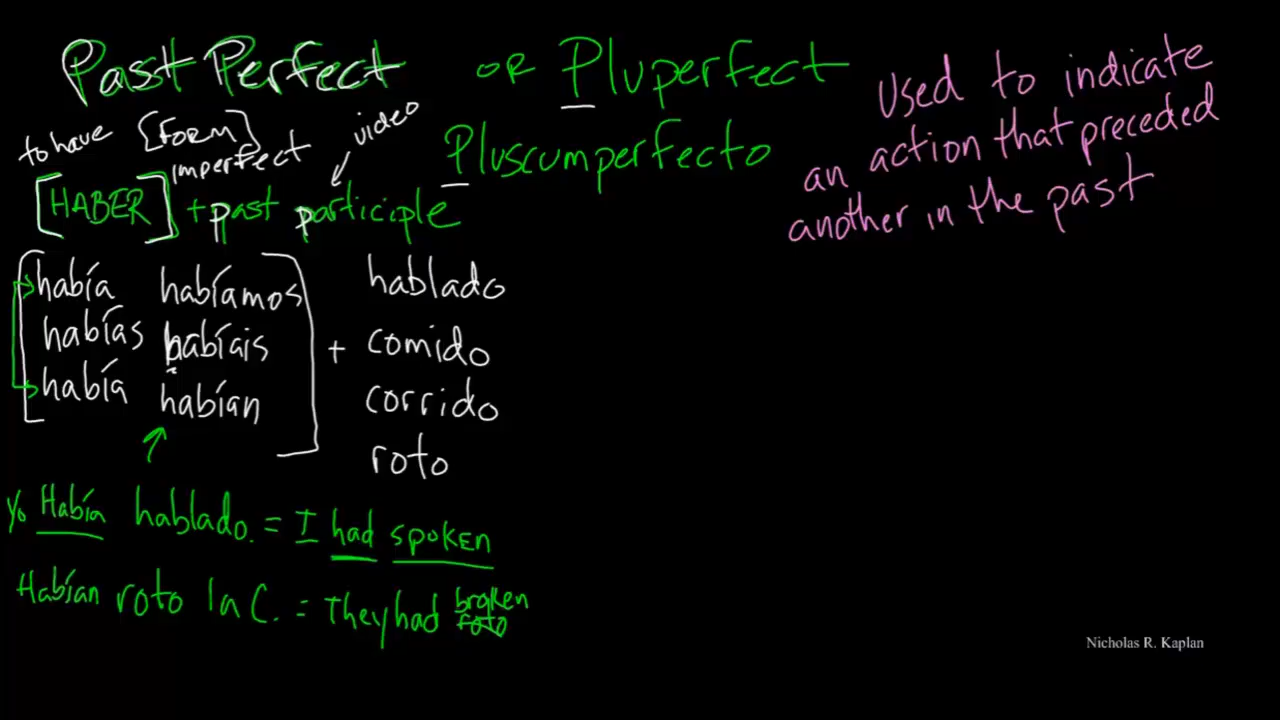 Past Perfect OR Pluperfect
Pluscumperfecto
Used to indicate
an action that preceded
another in the past
to have [FORM] video
imperfect
[HABER] + past participle
había habíamos hablado
habías habíais + comido
había habían corrido
roto
Yo Había hablado. = I had spoken
Habían roto la C. = They had broken
roto
Nicholas R. Kaplan